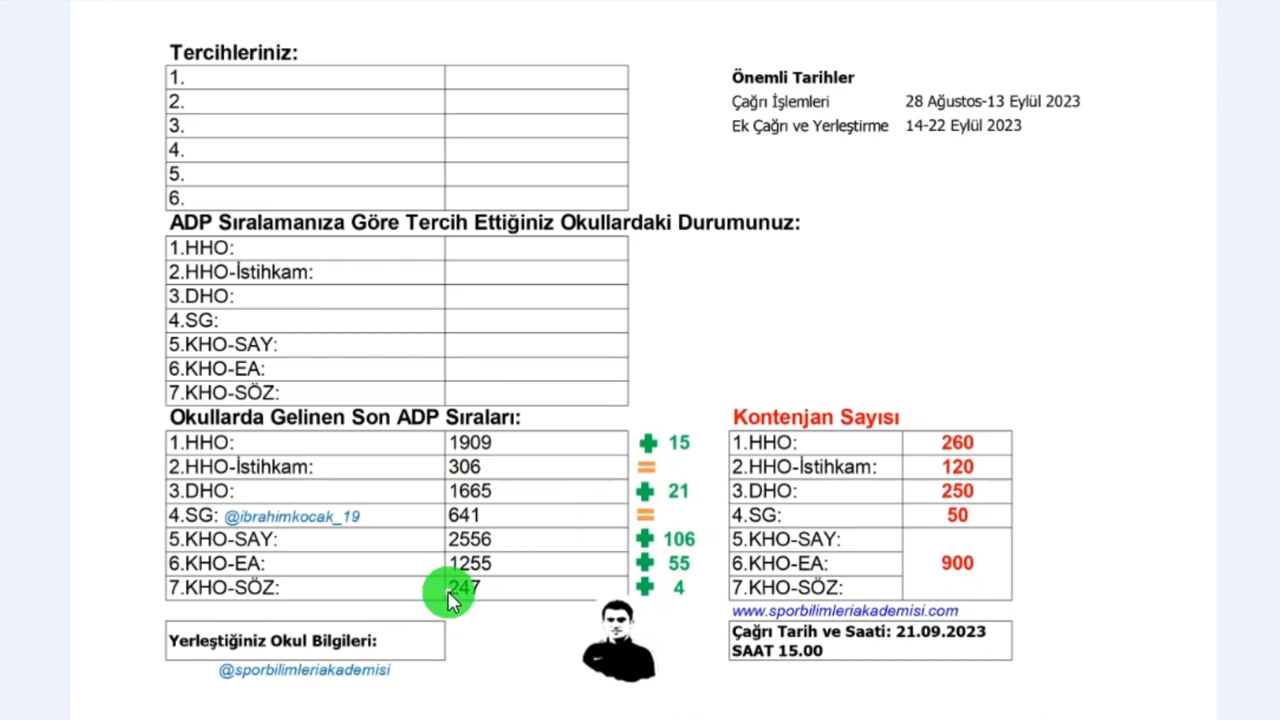 Tercihleriniz:
1.
2.
3.
4.
5.
6.
Önemli Tarihler
Çağrı İşlemleri 28 Ağustos-13 Eylül 2023
Ek Çağrı ve Yerleştirme 14-22 Eylül 2023
ADP Sıralamanıza Göre Tercih Ettiğiniz Okullardaki Durumunuz:
1.HHO:
2.HHO-İstihkam:
3.DHO:
4.SG:
5.KHO-SAY:
6.KHO-EA:
7.KHO-SÖZ:
Okullarda Gelinen Son ADP Sıraları:
1.HHO: 1909 + 15
2.HHO-İstihkam: 306 =
3.DHO: 1665 + 21
4.SG: @ibrahimkocak_19 641 =
5.KHO-SAY: 2556 + 106
6.KHO-EA: 1255 + 55
7.KHO-SÖZ: 247 + 4
Kontenjan Sayısı
1.HHO: 260
2.HHO-İstihkam: 120
3.DHO: 250
4.SG: 50
5.KHO-SAY:
6.KHO-EA: 900
7.KHO-SÖZ:
www.sporbilimleriakademisi.com
Yerleştiğiniz Okul Bilgileri:
@sporbilimleriakademisi
Çağrı Tarih ve Saati: 21.09.2023
SAAT 15.00